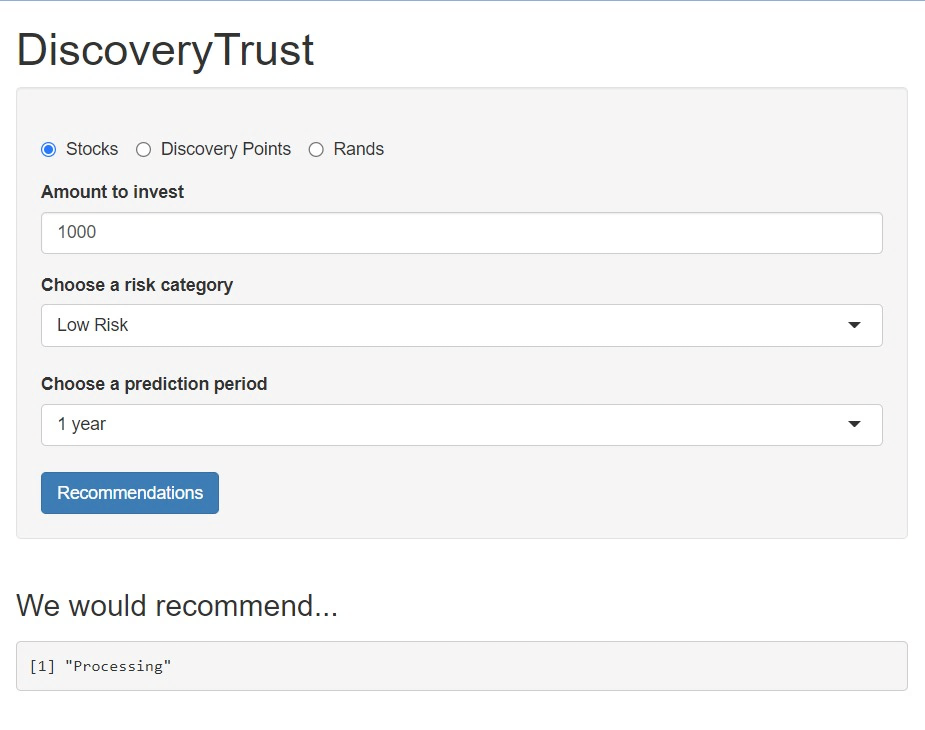 DiscoveryTrust
Stocks Discovery Points Rands
Amount to invest
1000
Choose a risk category
Low Risk
Choose a prediction period
1 year
Recommendations
We would recommend...
[1] "Processing"